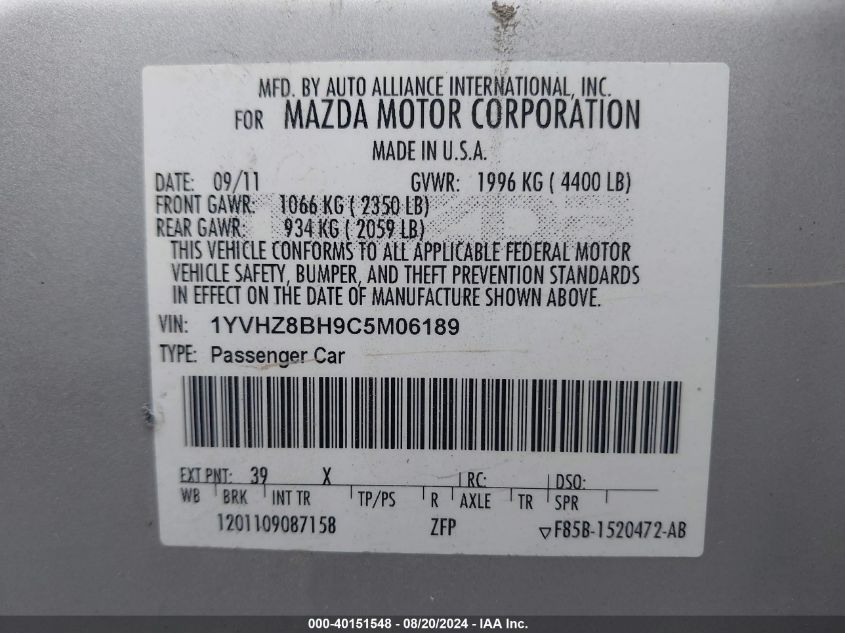 MFD. BY AUTO ALLIANCE INTERNATIONAL, INC.
FOR MAZDA MOTOR CORPORATION
MADE IN U.S.A.
DATE: 09/11 GVWR: 1996 KG ( 4400 LB)
FRONT GAWR: 1066 KG ( 2350 LB)
REAR GAWR: 934 KG ( 2059 LB)
THIS VEHICLE CONFORMS TO ALL APPLICABLE FEDERAL MOTOR
VEHICLE SAFETY, BUMPER, AND THEFT PREVENTION STANDARDS
IN EFFECT ON THE DATE OF MANUFACTURE SHOWN ABOVE.
VIN: 1YVHZ8BH9C5M06189
TYPE: Passenger Car
EXT PNT: 39 X RC: DSO:
WB BRK INT TR TP/PS R AXLE TR SPR
1201109087158 ZFP ▽F85B-1520472-AB
000-40151548 - 08/20/2024 - IAA Inc.